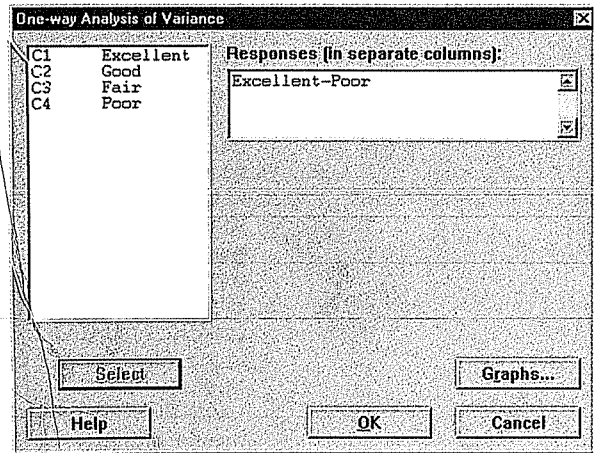 One-way Analysis of Variance
C1 Excellent
C2 Good
C3 Fair
C4 Poor
Responses (in separate columns):
Excellent-Poor
Select
Graphs...
Help
OK
Cancel